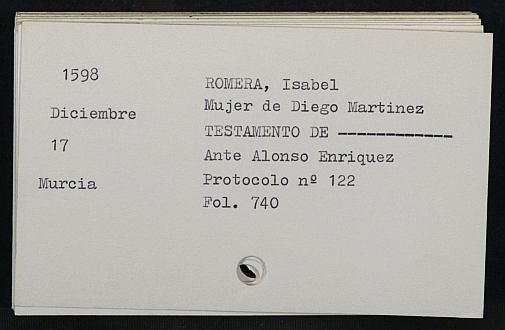 1598
Diciembre
17
Murcia
ROMERA, Isabel
Mujer de Diego Martinez
TESTAMENTO DE ------------
Ante Alonso Enriquez
Protocolo nº 122
Fol. 740